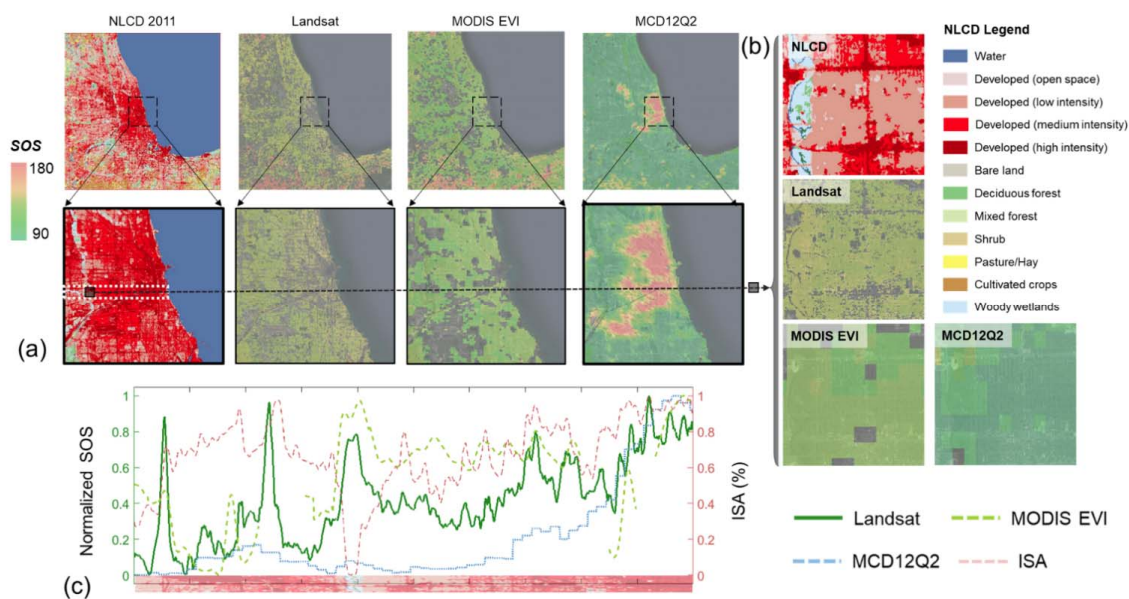 NLCD 2011
Landsat
MODIS EVI
MCD12Q2
(b)
NLCD
NLCD Legend
Water
Developed (open space)
Developed (low intensity)
Developed (medium intensity)
Developed (high intensity)
Bare land
Deciduous forest
Mixed forest
Shrub
Pasture/Hay
Cultivated crops
Woody wetlands
SOS
180
90
Landsat
MODIS EVI
MCD12Q2
(a)
1
0.8
0.6
0.4
0.2
0
Normalized SOS
1
0.8
0.6
0.4
0.2
0
ISA (%)
(c)
Landsat
MODIS EVI
MCD12Q2
ISA